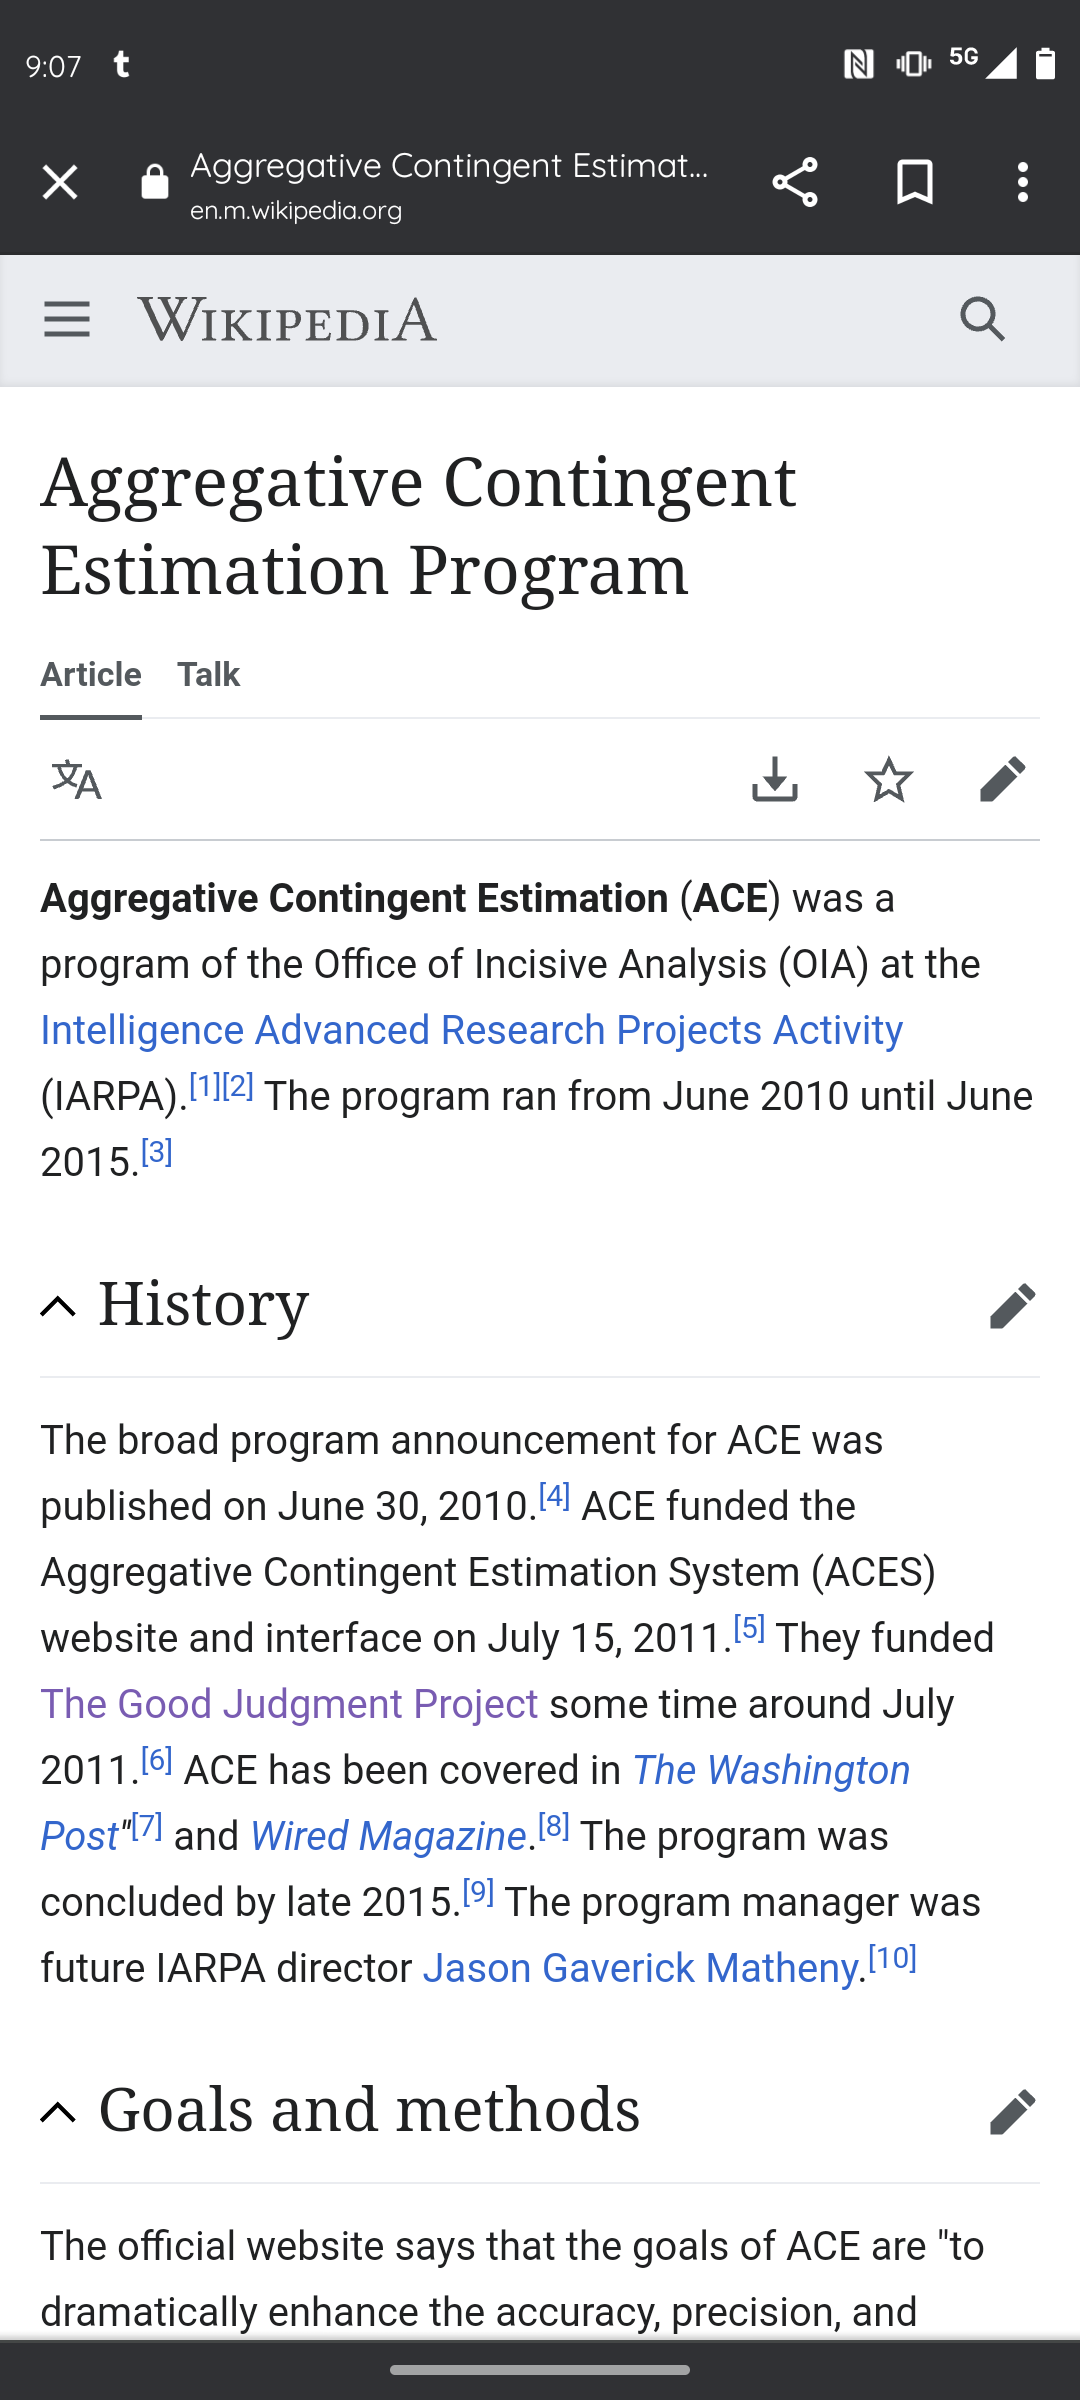 9:07 t 5G
Aggregative Contingent Estimat...
en.m.wikipedia.org
WIKIPEDIA
Aggregative Contingent
Estimation Program
Article Talk
文A
Aggregative Contingent Estimation (ACE) was a
program of the Office of Incisive Analysis (OIA) at the
Intelligence Advanced Research Projects Activity
(IARPA).[1][2] The program ran from June 2010 until June
2015.[3]
History
The broad program announcement for ACE was
published on June 30, 2010.[4] ACE funded the
Aggregative Contingent Estimation System (ACES)
website and interface on July 15, 2011.[5] They funded
The Good Judgment Project some time around July
2011.[6] ACE has been covered in The Washington
Post"[7] and Wired Magazine.[8] The program was
concluded by late 2015.[9] The program manager was
future IARPA director Jason Gaverick Matheny.[10]
Goals and methods
The official website says that the goals of ACE are "to
dramatically enhance the accuracy, precision, and